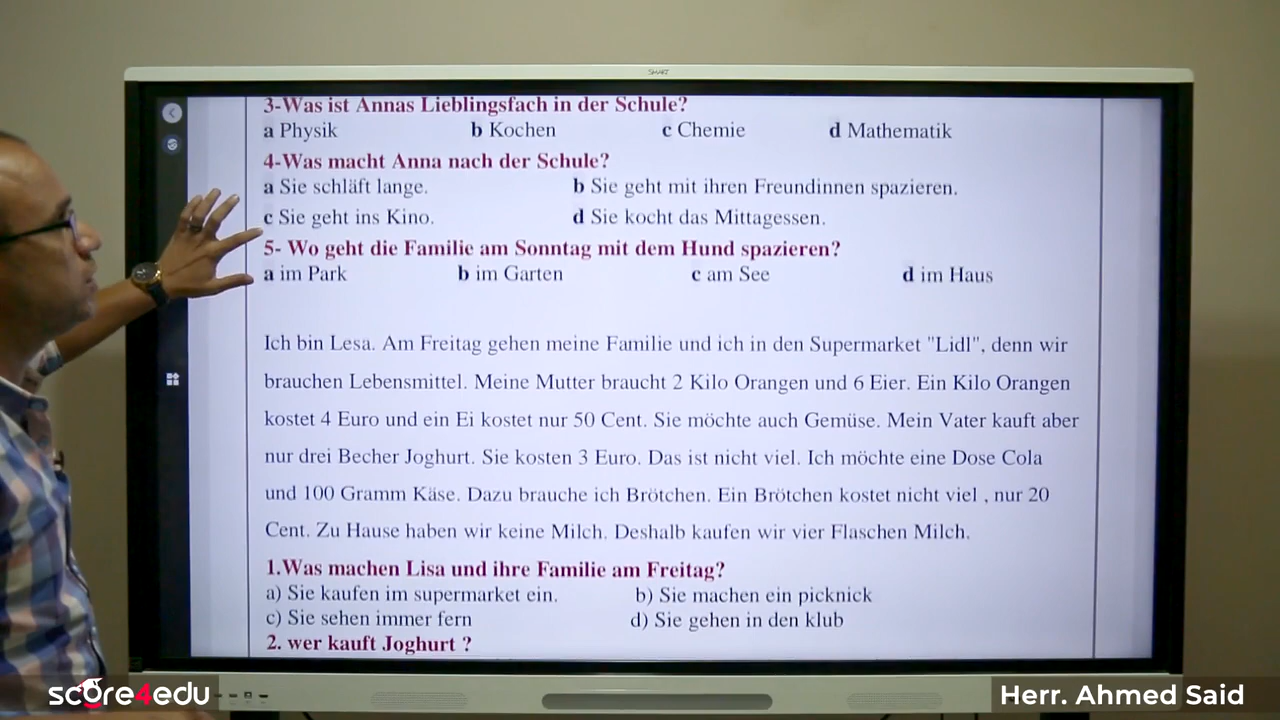 SMART
3-Was ist Annas Lieblingsfach in der Schule?
a Physik b Kochen c Chemie d Mathematik
4-Was macht Anna nach der Schule?
a Sie schläft lange. b Sie geht mit ihren Freundinnen spazieren.
c Sie geht ins Kino. d Sie kocht das Mittagessen.
5- Wo geht die Familie am Sonntag mit dem Hund spazieren?
a im Park b im Garten c am See d im Haus
Ich bin Lesa. Am Freitag gehen meine Familie und ich in den Supermarket "Lidl", denn wir
brauchen Lebensmittel. Meine Mutter braucht 2 Kilo Orangen und 6 Eier. Ein Kilo Orangen
kostet 4 Euro und ein Ei kostet nur 50 Cent. Sie möchte auch Gemüse. Mein Vater kauft aber
nur drei Becher Joghurt. Sie kosten 3 Euro. Das ist nicht viel. Ich möchte eine Dose Cola
und 100 Gramm Käse. Dazu brauche ich Brötchen. Ein Brötchen kostet nicht viel , nur 20
Cent. Zu Hause haben wir keine Milch. Deshalb kaufen wir vier Flaschen Milch.
1.Was machen Lisa und ihre Familie am Freitag?
a) Sie kaufen im supermarket ein. b) Sie machen ein picknick
c) Sie sehen immer fern d) Sie gehen in den klub
2. wer kauft Joghurt ?
score4edu
Herr. Ahmed Said